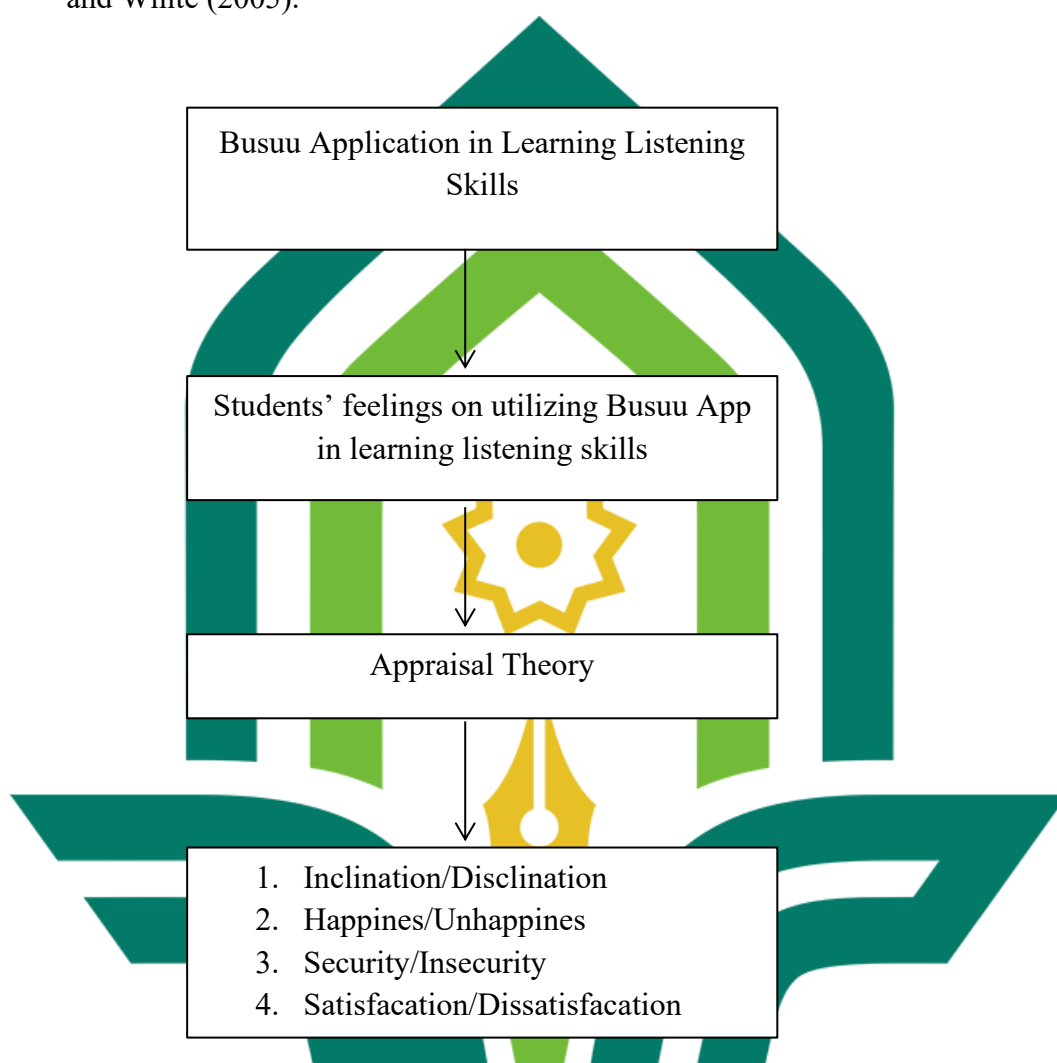 and White (2005).
Busuu Application in Learning Listening
Skills
Students’ feelings on utilizing Busuu App
in learning listening skills
Appraisal Theory
1. Inclination/Disclination
2. Happines/Unhappines
3. Security/Insecurity
4. Satisfacation/Dissatisfacation